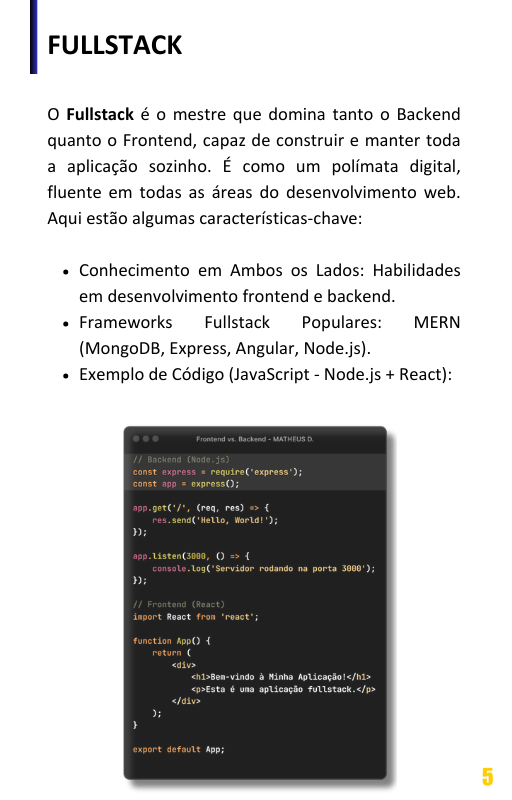 FULLSTACK
O Fullstack é o mestre que domina tanto o Backend
quanto o Frontend, capaz de construir e manter toda
a aplicação sozinho. É como um polímata digital,
fluente em todas as áreas do desenvolvimento web.
Aqui estão algumas características-chave:
• Conhecimento em Ambos os Lados: Habilidades
em desenvolvimento frontend e backend.
• Frameworks Fullstack Populares: MERN
(MongoDB, Express, Angular, Node.js).
• Exemplo de Código (JavaScript - Node.js + React):
Frontend vs. Backend - MATHEUS D.
// Backend (Node.js)
const express = require('express');
const app = express();
app.get('/', (req, res) => {
    res.send('Hello, World!');
});
app.listen(3000, () => {
    console.log('Servidor rodando na porta 3000');
});
// Frontend (React)
import React from 'react';
function App() {
    return (
        <div>
            <h1>Bem-vindo à Minha Aplicação!</h1>
            <p>Esta é uma aplicação fullstack.</p>
        </div>
    );
}
export default App;
5